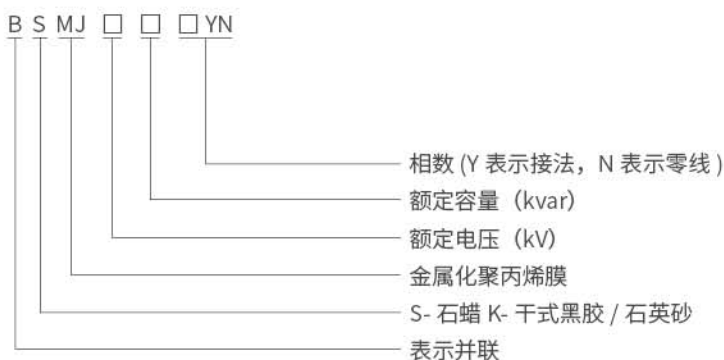 B S MJ □ □ □ YN
相数 (Y 表示接法，N 表示零线 )
额定容量（kvar）
额定电压（kV）
金属化聚丙烯膜
S- 石蜡 K- 干式黑胶 / 石英砂
表示并联